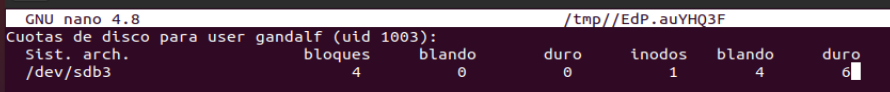 GNU nano 4.8 /tmp//EdP.auYHQ3F
Cuotas de disco para user gandalf (uid 1003):
Sist. arch. bloques blando duro inodos blando duro
/dev/sdb3 4 0 0 1 4 6